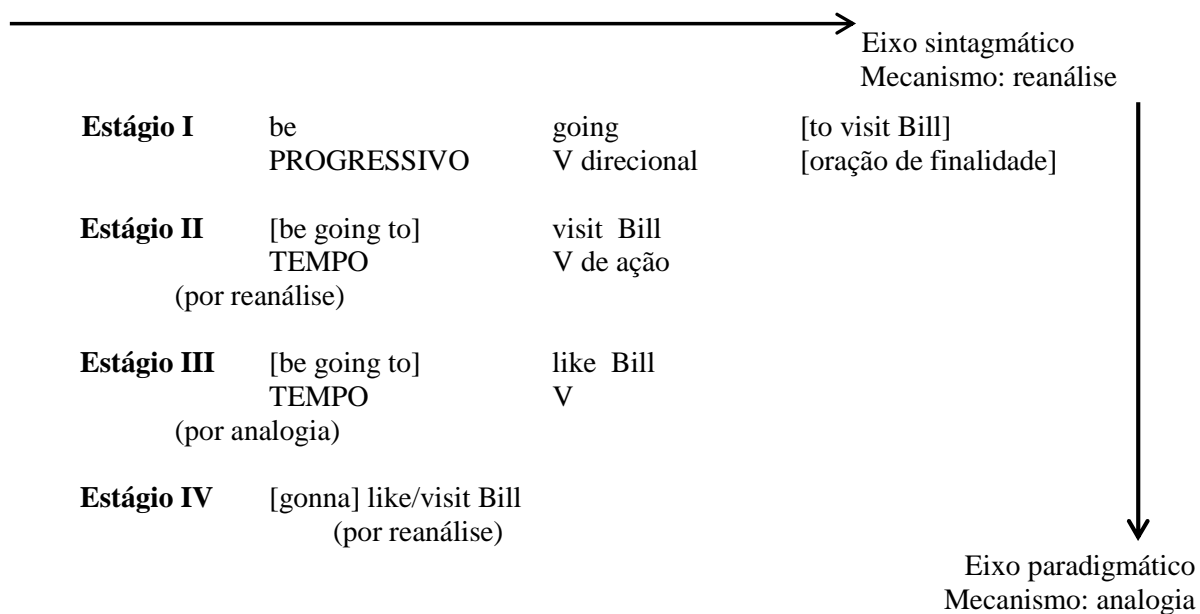 Eixo sintagmático
Mecanismo: reanálise
Estágio I be going [to visit Bill]
PROGRESSIVO V direcional [oração de finalidade]
Estágio II [be going to] visit Bill
TEMPO V de ação
(por reanálise)
Estágio III [be going to] like Bill
TEMPO V
(por analogia)
Estágio IV [gonna] like/visit Bill
(por reanálise)
Eixo paradigmático
Mecanismo: analogia